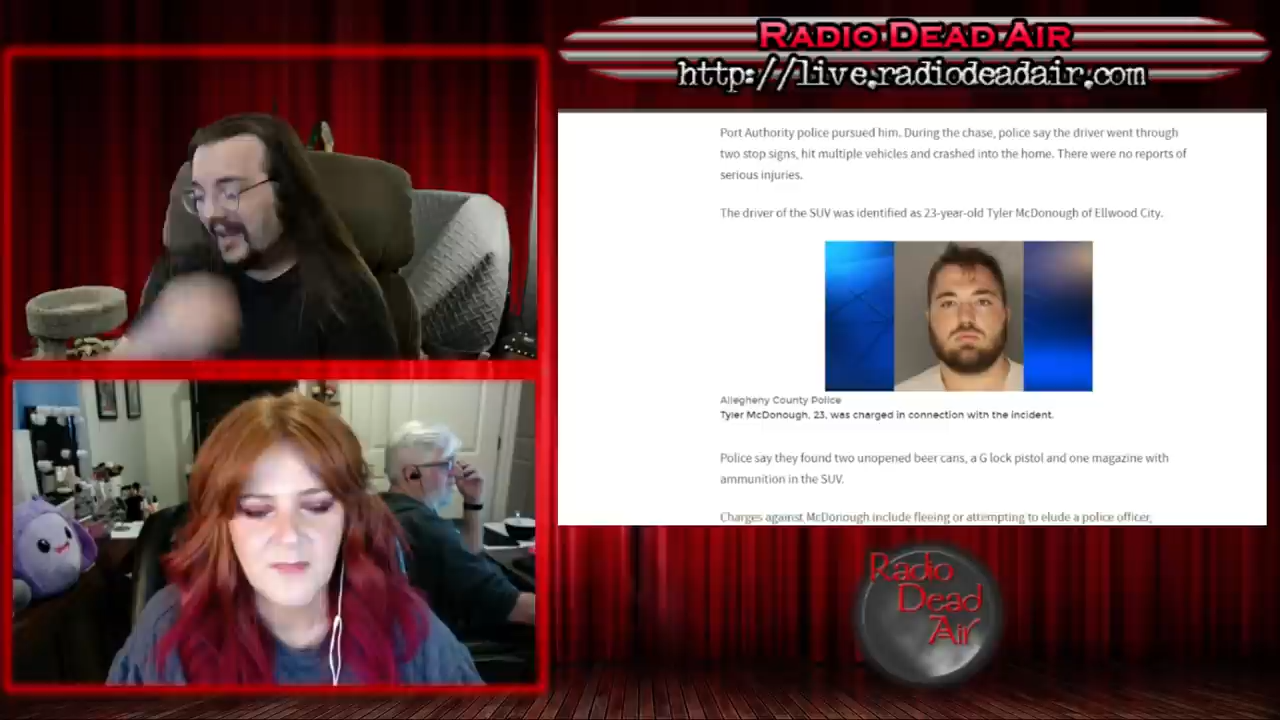 RADIO DEAD AIR
http://live.radiodeadair.com
Port Authority police pursued him. During the chase, police say the driver went through
two stop signs, hit multiple vehicles and crashed into the home. There were no reports of
serious injuries.
The driver of the SUV was identified as 23-year-old Tyler McDonough of Ellwood City.
Allegheny County Police
Tyler McDonough, 23, was charged in connection with the incident.
Police say they found two unopened beer cans, a G lock pistol and one magazine with
ammunition in the SUV.
Charges against McDonough include fleeing or attempting to elude a police officer,
Radio
Dead
Air